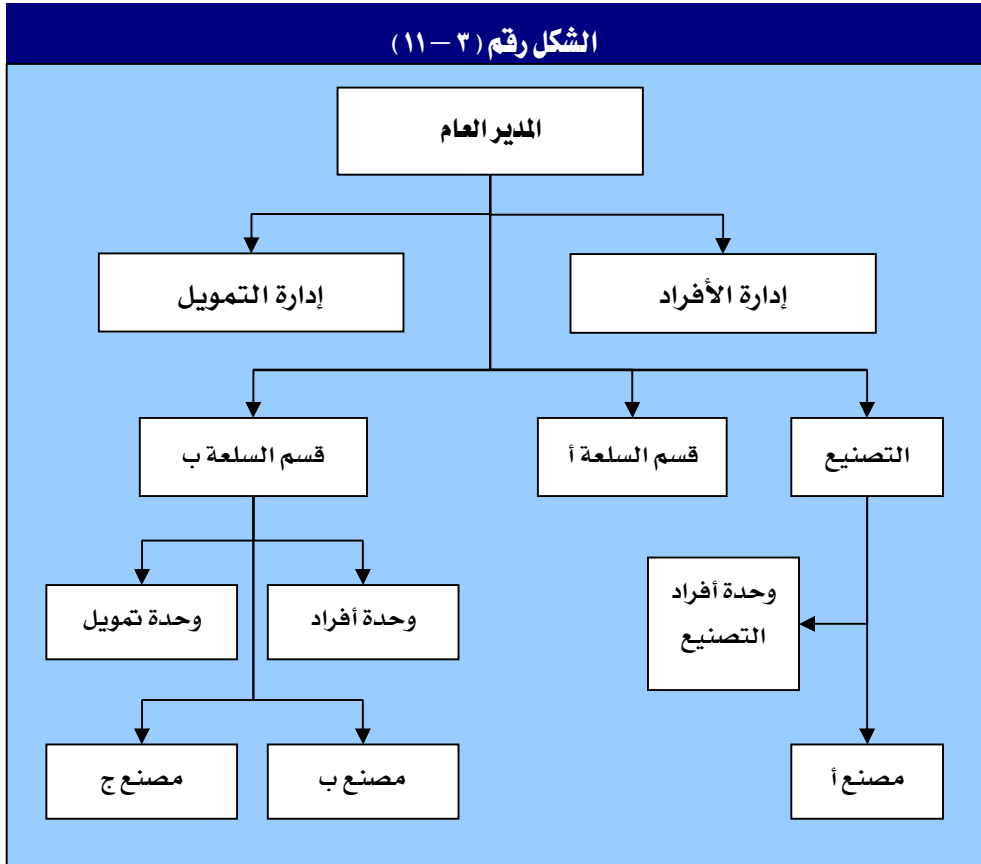 الشكل رقم (٣ – ١١)
المدير العام
إدارة الأفراد
إدارة التمويل
التصنيع
قسم السلعة أ
قسم السلعة ب
وحدة أفراد
التصنيع
وحدة أفراد
وحدة تمويل
مصنع أ
مصنع ب
مصنع ج